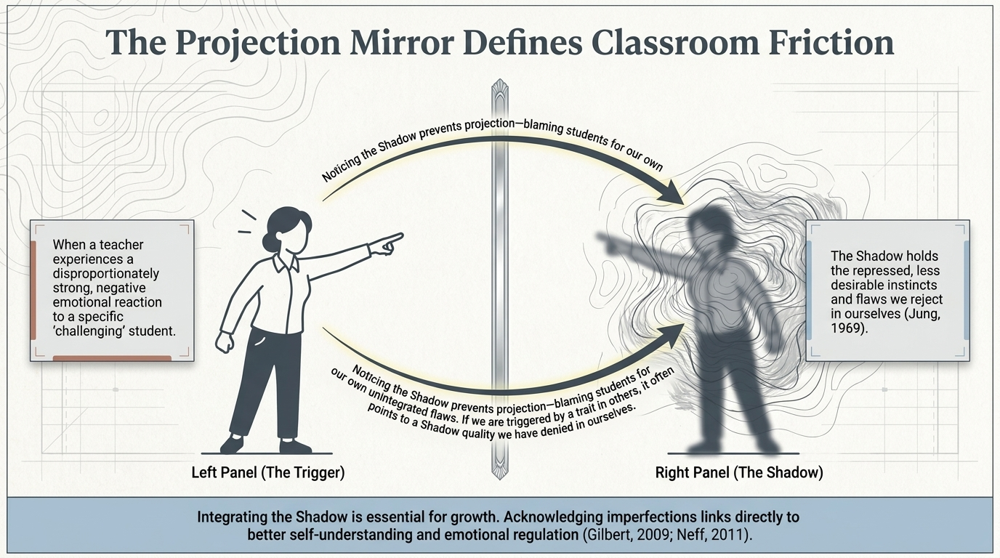 The Projection Mirror Defines Classroom Friction
Noticing the Shadow prevents projection—blaming students for our own
When a teacher
experiences a
disproportionately
strong, negative
emotional reaction
to a specific
'challenging' student.
The Shadow holds
the repressed, less
desirable instincts
and flaws we reject
in ourselves (Jung,
1969).
Noticing the Shadow prevents projection—blaming students for
our own unintegrated flaws. If we are triggered by a trait in others, it often
points to a Shadow quality we have denied in ourselves.
Left Panel (The Trigger)
Right Panel (The Shadow)
Integrating the Shadow is essential for growth. Acknowledging imperfections links directly to
better self-understanding and emotional regulation (Gilbert, 2009; Neff, 2011).